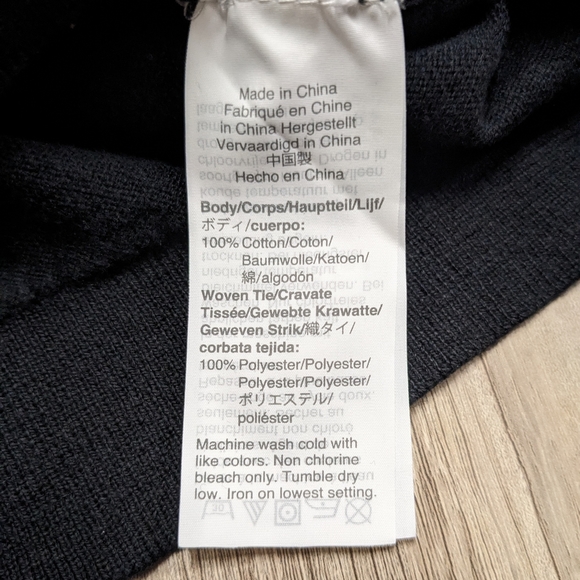 Made in China
Fabriqué en Chine
in China Hergestellt
Vervaardigd in China
中国製
Hecho en China
Body/Corps/Hauptteil/Lijf/
ボディ/cuerpo:
100% Cotton/Coton/
Baumwolle/Katoen/
綿/algodón
Woven Tie/Cravate
Tissée/Gewebte Krawatte/
Geweven Strik/織タイ/
corbata tejida:
100% Polyester/Polyester/
Polyester/Polyester/
ポリエステル/
poliéster
Machine wash cold with
like colors. Non chlorine
bleach only. Tumble dry
low. Iron on lowest setting.